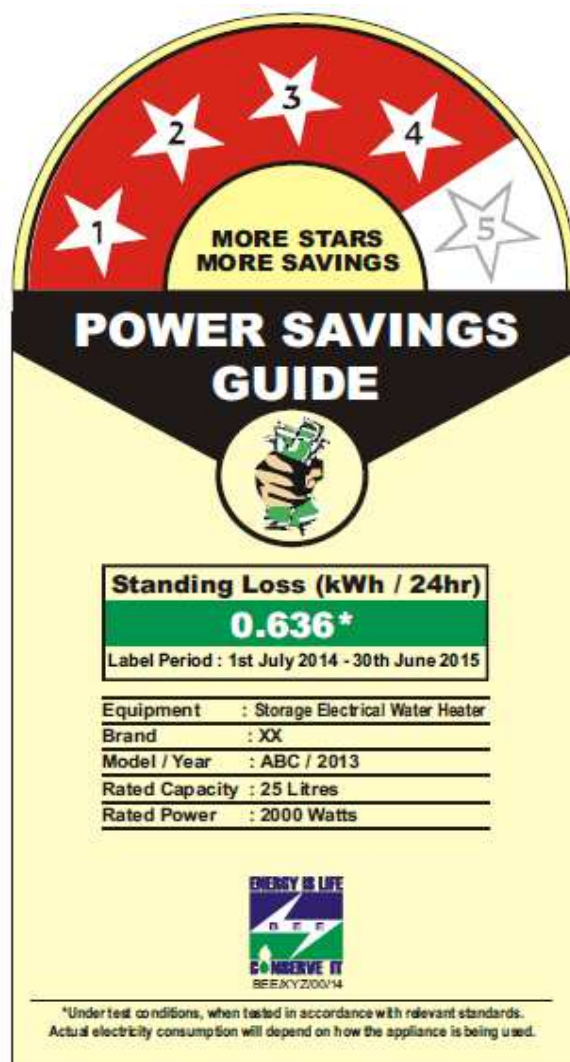 1 2 3 4 5
MORE STARS
MORE SAVINGS
POWER SAVINGS
GUIDE
Standing Loss (kWh / 24hr)
0.636*
Label Period : 1st July 2014 - 30th June 2015
Equipment : Storage Electrical Water Heater
Brand : XX
Model / Year : ABC / 2013
Rated Capacity : 25 Litres
Rated Power : 2000 Watts
ENERGY IS LIFE
BEE
CONSERVE IT
BEE/XYZ/00/14
*Under test conditions, when tested in accordance with relevant standards.
Actual electricity consumption will depend on how the appliance is being used.